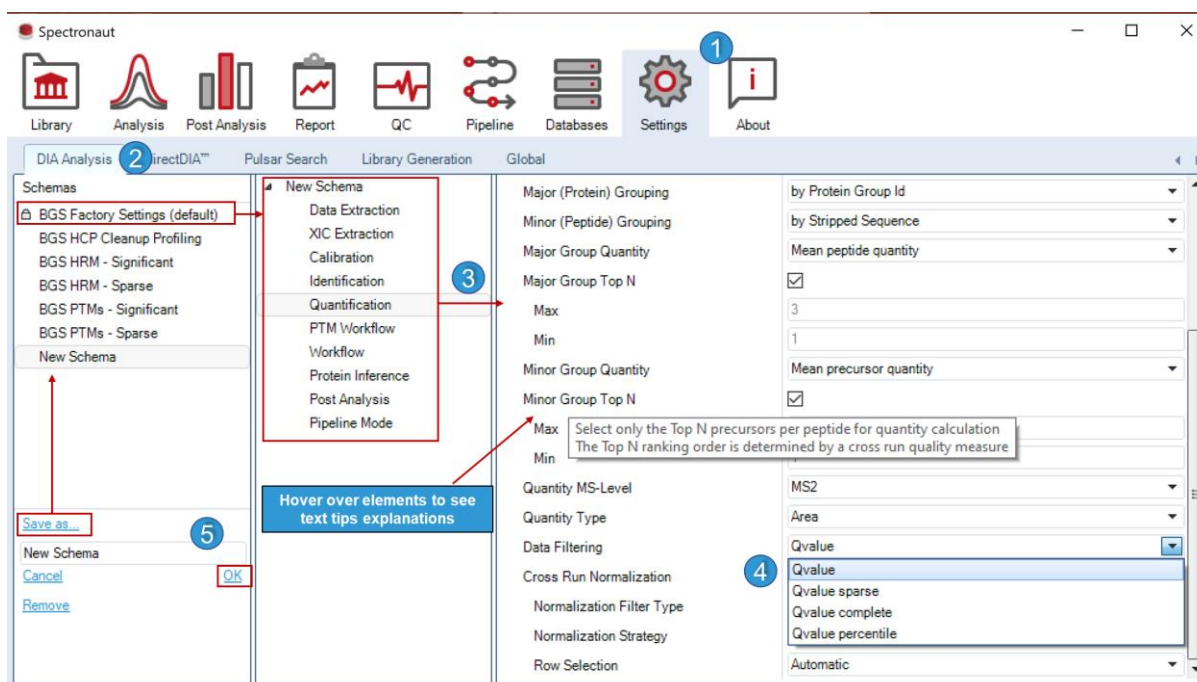 Spectronaut
1
Library
Analysis
Post Analysis
Report
QC
Pipeline
Databases
Settings
About
DIA Analysis
2
irectDIA™
Pulsar Search
Library Generation
Global
Schemas
BGS Factory Settings (default)
BGS HCP Cleanup Profiling
BGS HRM - Significant
BGS HRM - Sparse
BGS PTMs - Significant
BGS PTMs - Sparse
New Schema
Save as...
5
New Schema
Cancel
OK
Remove
New Schema
Data Extraction
XIC Extraction
Calibration
Identification
Quantification
PTM Workflow
Workflow
Protein Inference
Post Analysis
Pipeline Mode
3
Hover over elements to see
text tips explanations
Major (Protein) Grouping
by Protein Group Id
Minor (Peptide) Grouping
by Stripped Sequence
Major Group Quantity
Mean peptide quantity
Major Group Top N
Max
3
Min
1
Minor Group Quantity
Mean precursor quantity
Minor Group Top N
Max
Select only the Top N precursors per peptide for quantity calculation
The Top N ranking order is determined by a cross run quality measure
Min
Quantity MS-Level
MS2
Quantity Type
Area
Data Filtering
Qvalue
Cross Run Normalization
4
Qvalue
Qvalue sparse
Qvalue complete
Qvalue percentile
Normalization Filter Type
Normalization Strategy
Row Selection
Automatic